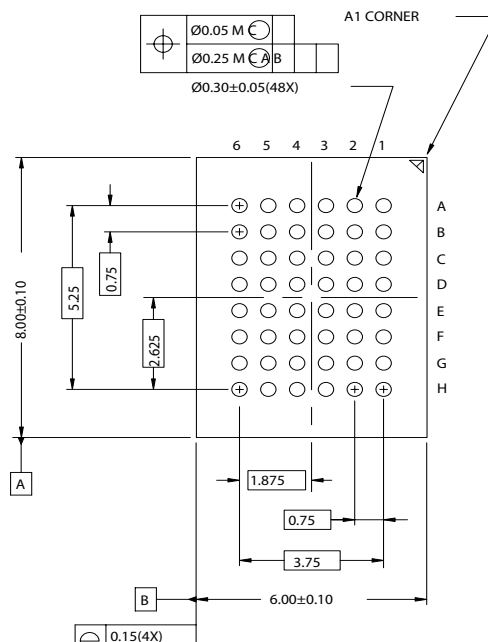 A1 CORNER
Ø0.05 M C
Ø0.25 M C A B
Ø0.30±0.05(48X)
6 5 4 3 2 1
A
B
C
D
E
F
G
H
8.00±0.10
5.25
0.75
2.625
A
1.875
0.75
3.75
B
6.00±0.10
0.15(4X)